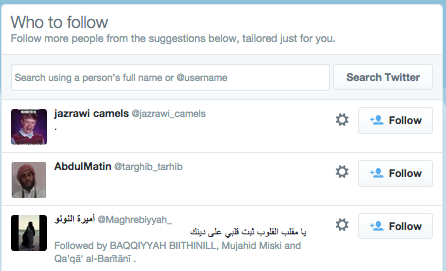 Who to follow
Follow more people from the suggestions below, tailored just for you.
Search using a person's full name or @username
Search Twitter
jazrawi camels @jazrawi_camels
.
Follow
AbdulMatin @targhib_tarhib
Follow
أميرة النونو @Maghrebiyyah_
يا مقلب القلوب ثبت قلبي على دينك
Followed by BAQQIYYAH BIITHINILL, Mujahid Miski and
Qa'qā' al-Barītānī .
Follow